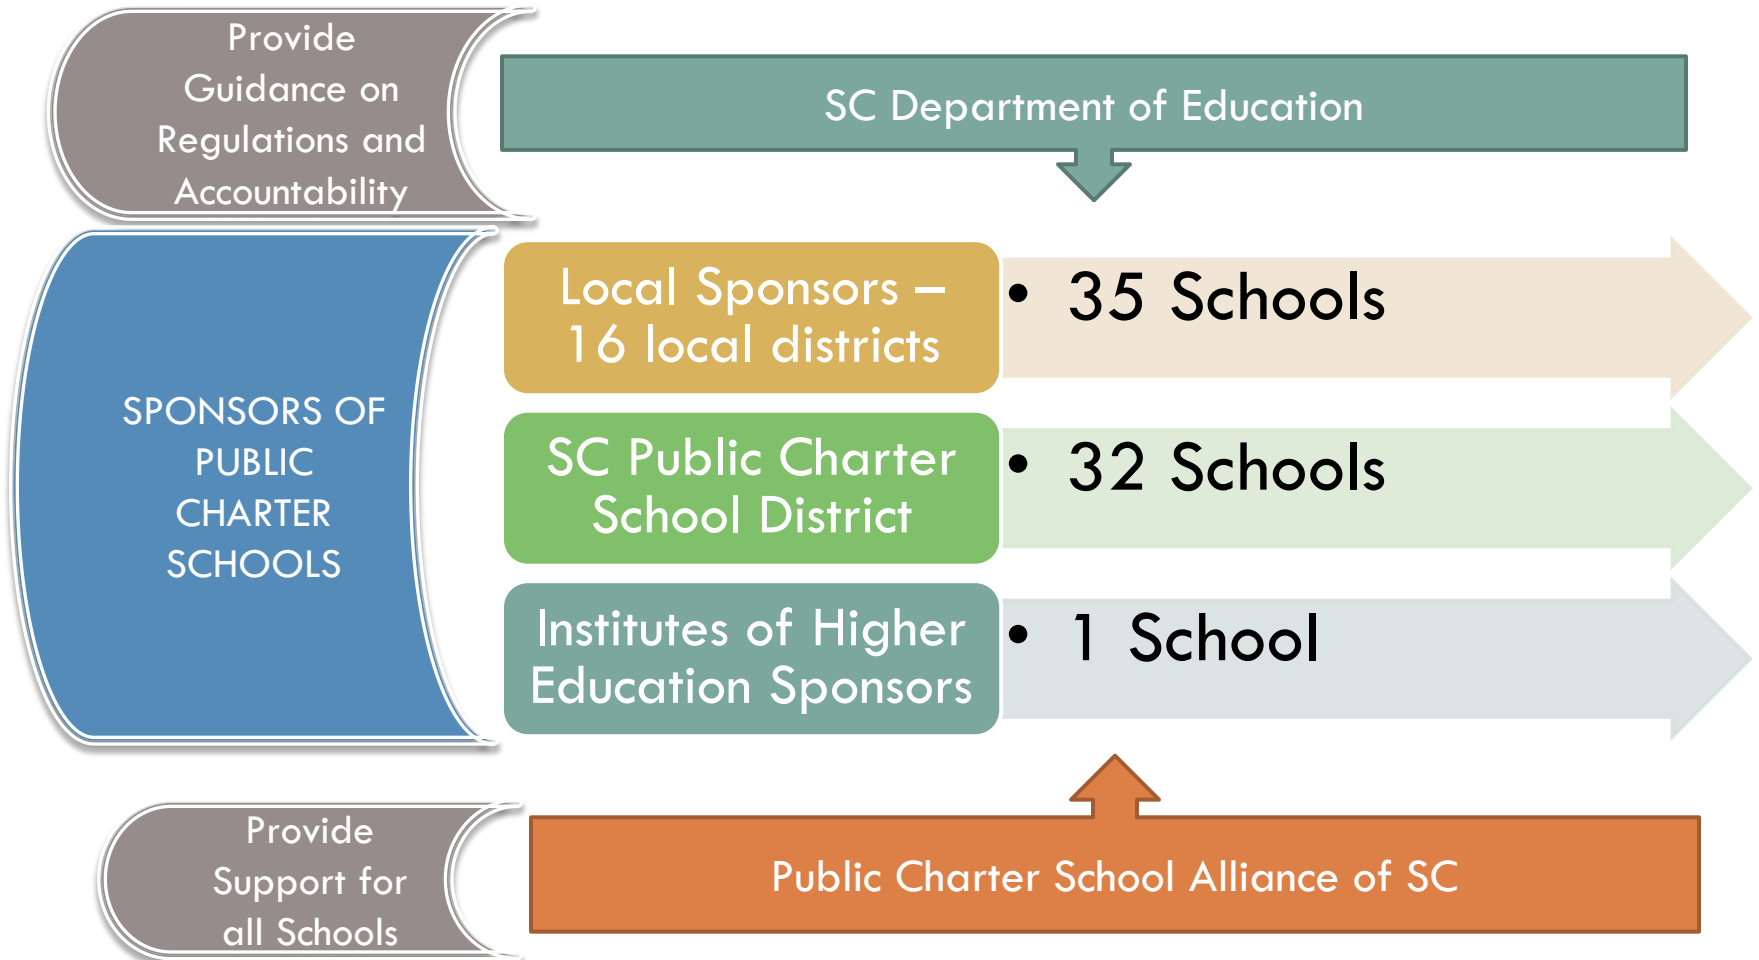 Provide
Guidance on
Regulations and
Accountability
SC Department of Education
SPONSORS OF
PUBLIC
CHARTER
SCHOOLS
Local Sponsors –
16 local districts
• 35 Schools
SC Public Charter
School District
• 32 Schools
Institutes of Higher
Education Sponsors
• 1 School
Provide
Support for
all Schools
Public Charter School Alliance of SC